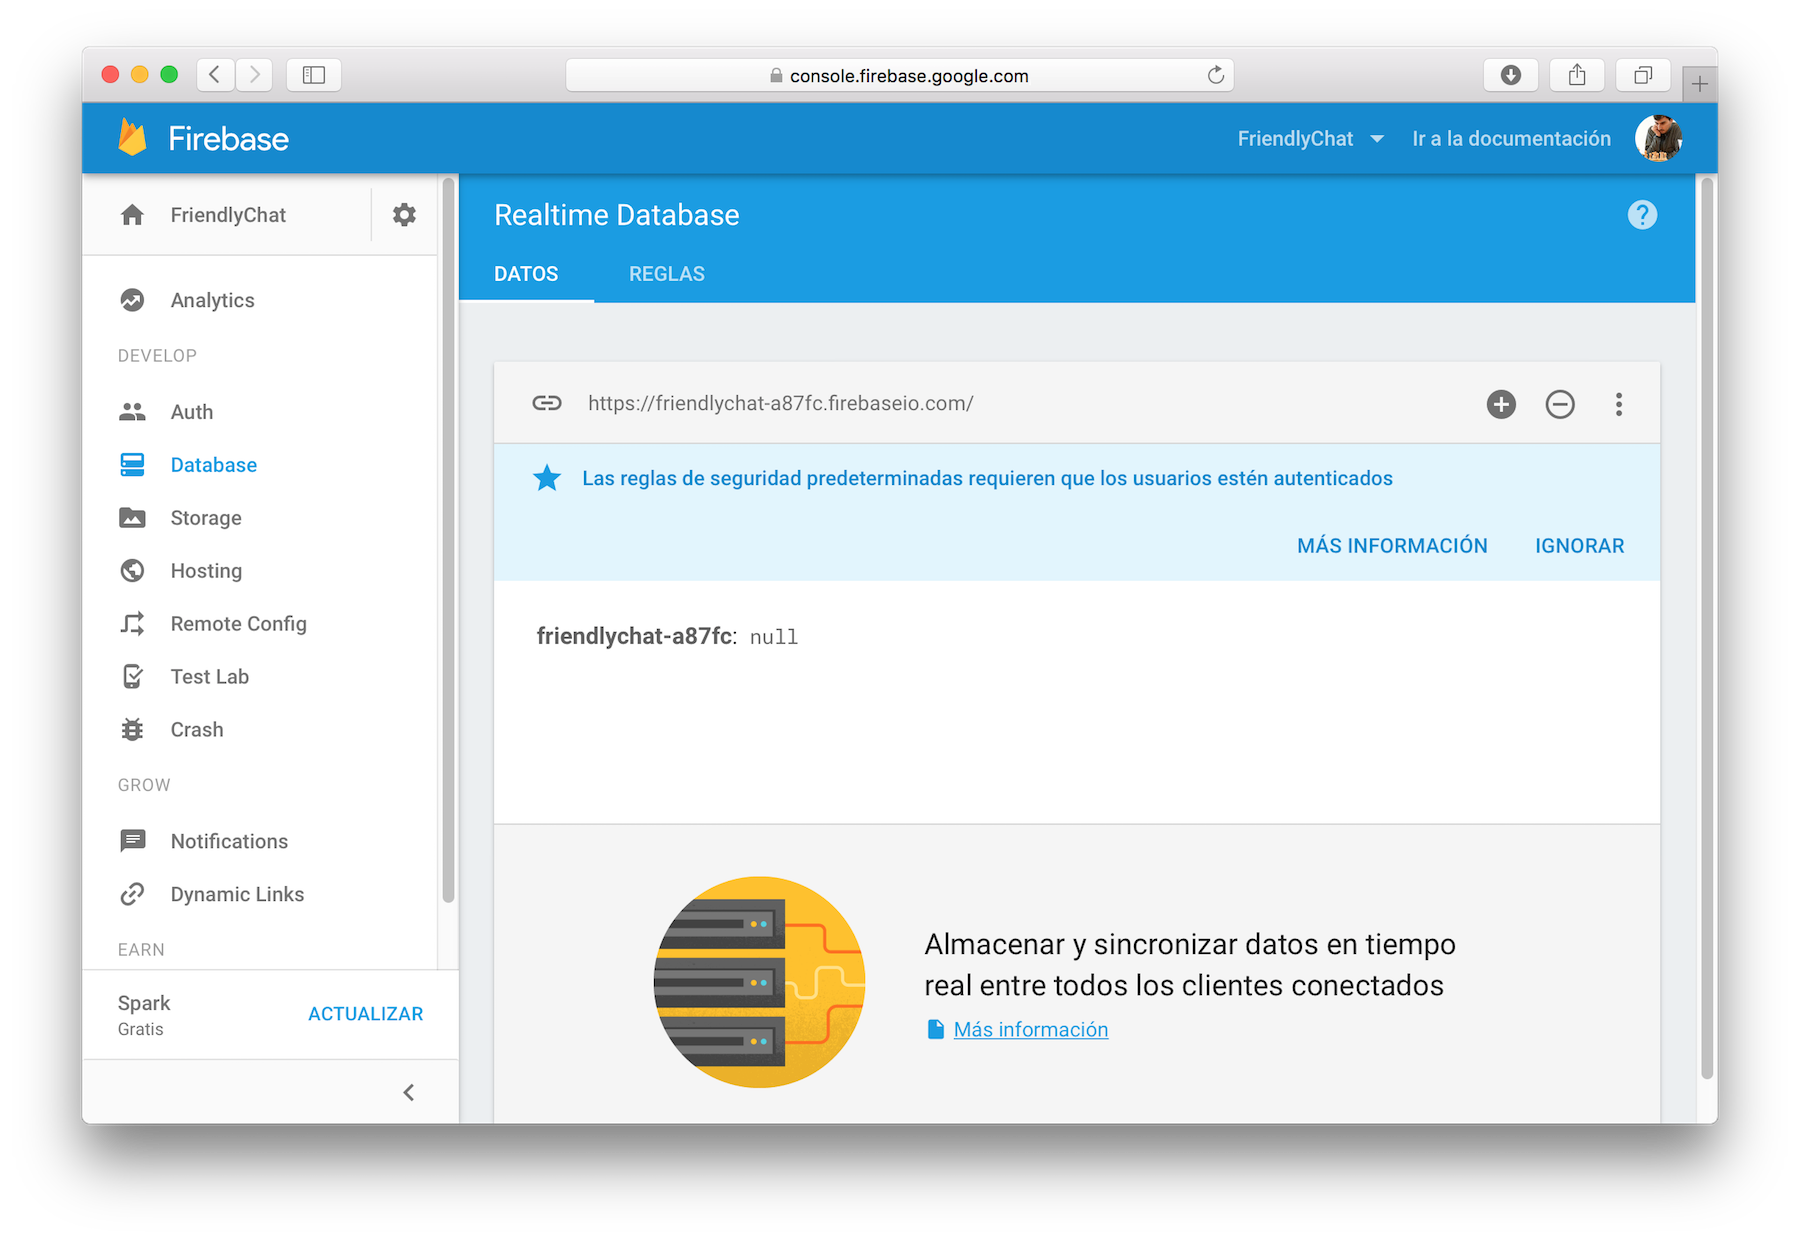 console.firebase.google.com
Firebase
FriendlyChat
Ir a la documentación
FriendlyChat
Analytics
DEVELOP
Auth
Database
Storage
Hosting
Remote Config
Test Lab
Crash
GROW
Notifications
Dynamic Links
EARN
Spark
Gratis
ACTUALIZAR
Realtime Database
DATOS
REGLAS
https://friendlychat-a87fc.firebaseio.com/
Las reglas de seguridad predeterminadas requieren que los usuarios estén autenticados
MÁS INFORMACIÓN
IGNORAR
friendlychat-a87fc: null
Almacenar y sincronizar datos en tiempo
real entre todos los clientes conectados
Más información